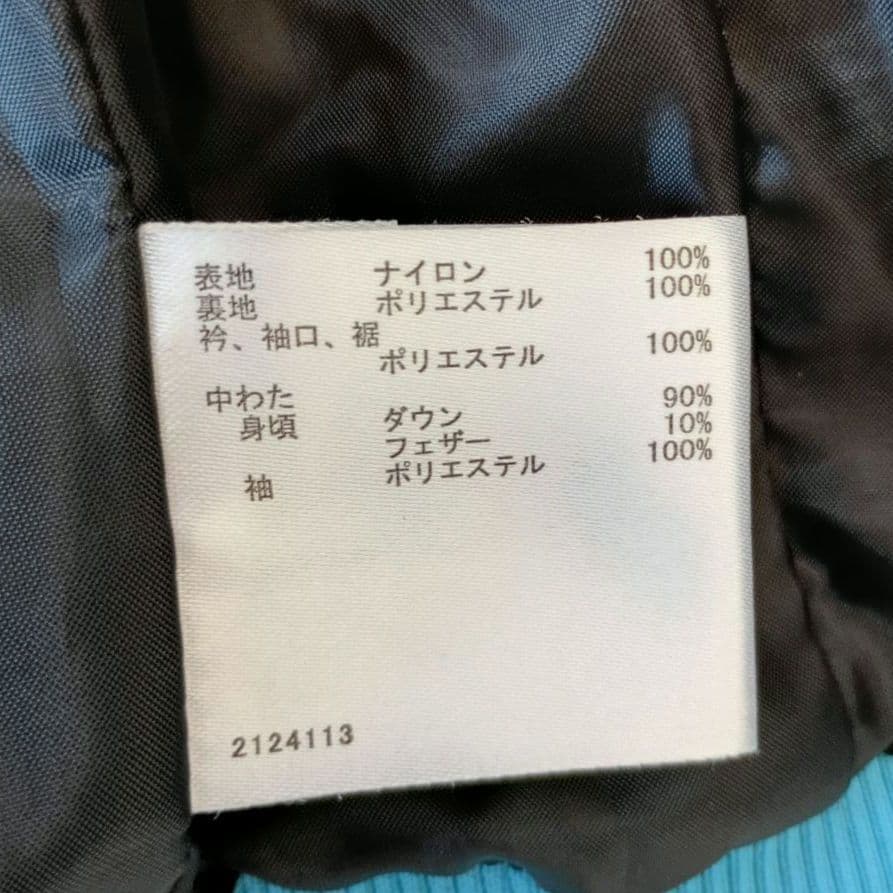 表地 ナイロン 100%
裏地 ポリエステル 100%
衿、袖口、裾
ポリエステル 100%
中わた
身頃 ダウン 90%
フェザー 10%
袖 ポリエステル 100%
2124113